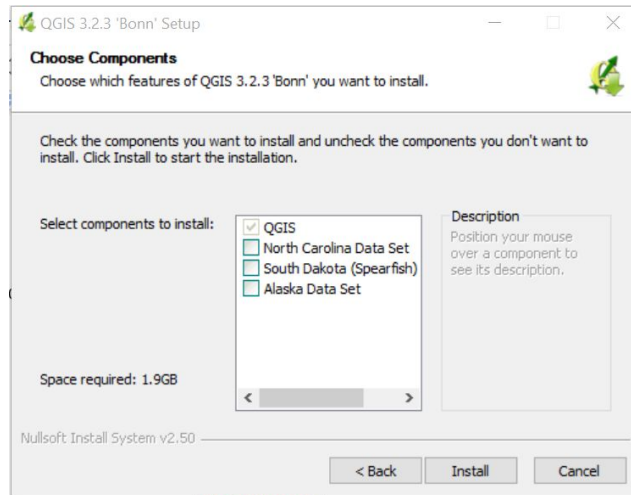 QGIS 3.2.3 'Bonn' Setup
Choose Components
Choose which features of QGIS 3.2.3 'Bonn' you want to install.
Check the components you want to install and uncheck the components you don't want to
install. Click Install to start the installation.
Select components to install:
QGIS
North Carolina Data Set
South Dakota (Spearfish)
Alaska Data Set
Description
Position your mouse
over a component to
see its description.
Space required: 1.9GB
Nullsoft Install System v2.50
< Back
Install
Cancel